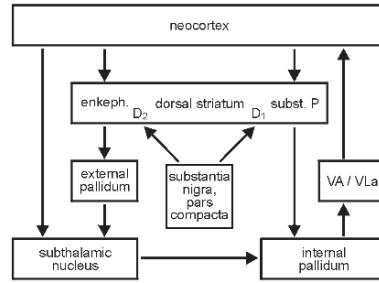 neocortex
enkeph. D2 dorsal striatum D1 subst. P
external
pallidum
substantia
nigra,
pars
compacta
VA / VLa
subthalamic
nucleus
internal
pallidum